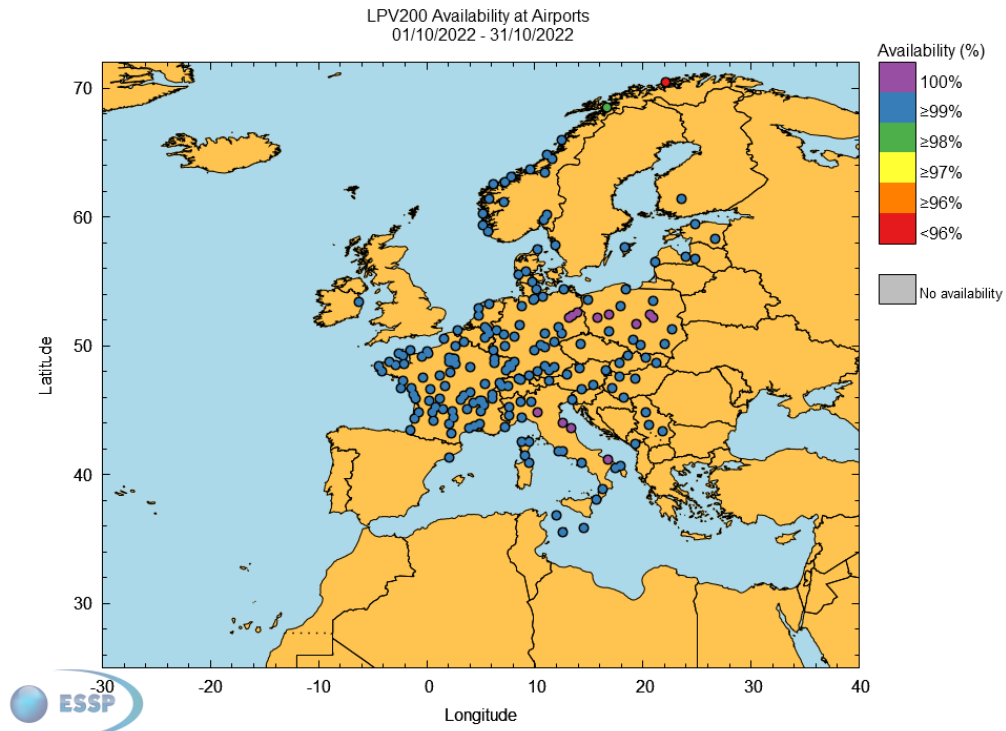 LPV200 Availability at Airports
01/10/2022 - 31/10/2022
Availability (%)
100%
≥99%
≥98%
≥97%
≥96%
<96%
No availability
Latitude
70
60
50
40
30
-30
-20
-10
0
10
20
30
40
Longitude
ESSP